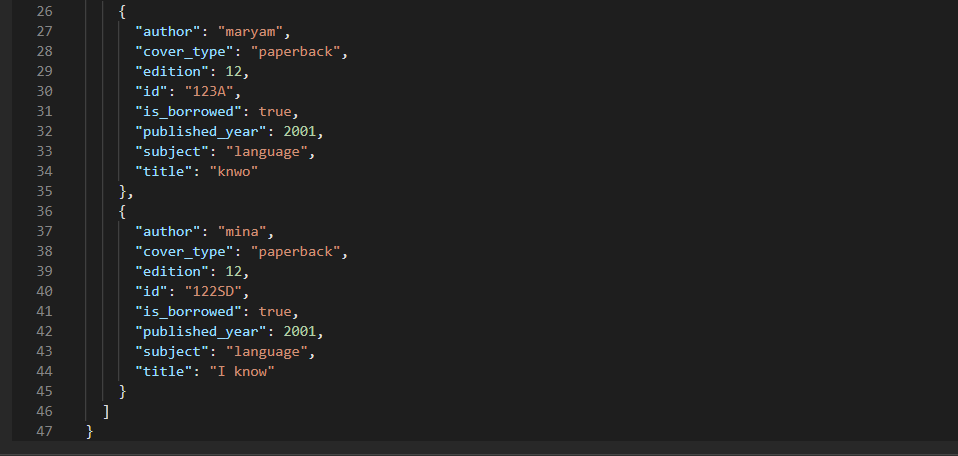 26 {
27 "author": "maryam",
28 "cover_type": "paperback",
29 "edition": 12,
30 "id": "123A",
31 "is_borrowed": true,
32 "published_year": 2001,
33 "subject": "language",
34 "title": "knwo"
35 },
36 {
37 "author": "mina",
38 "cover_type": "paperback",
39 "edition": 12,
40 "id": "122SD",
41 "is_borrowed": true,
42 "published_year": 2001,
43 "subject": "language",
44 "title": "I know"
45 }
46 ]
47 }